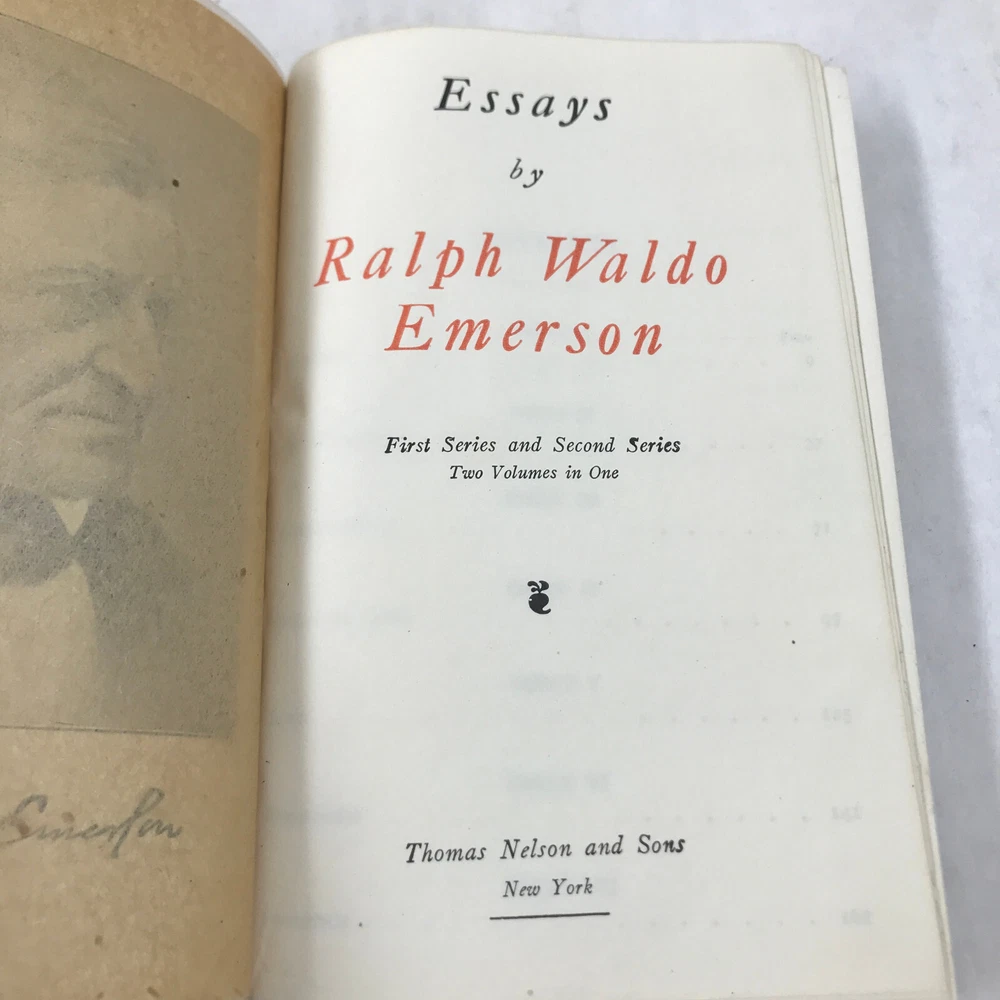 Emerson
Essays
by
Ralph Waldo
Emerson
First Series and Second Series
Two Volumes in One
Thomas Nelson and Sons
New York